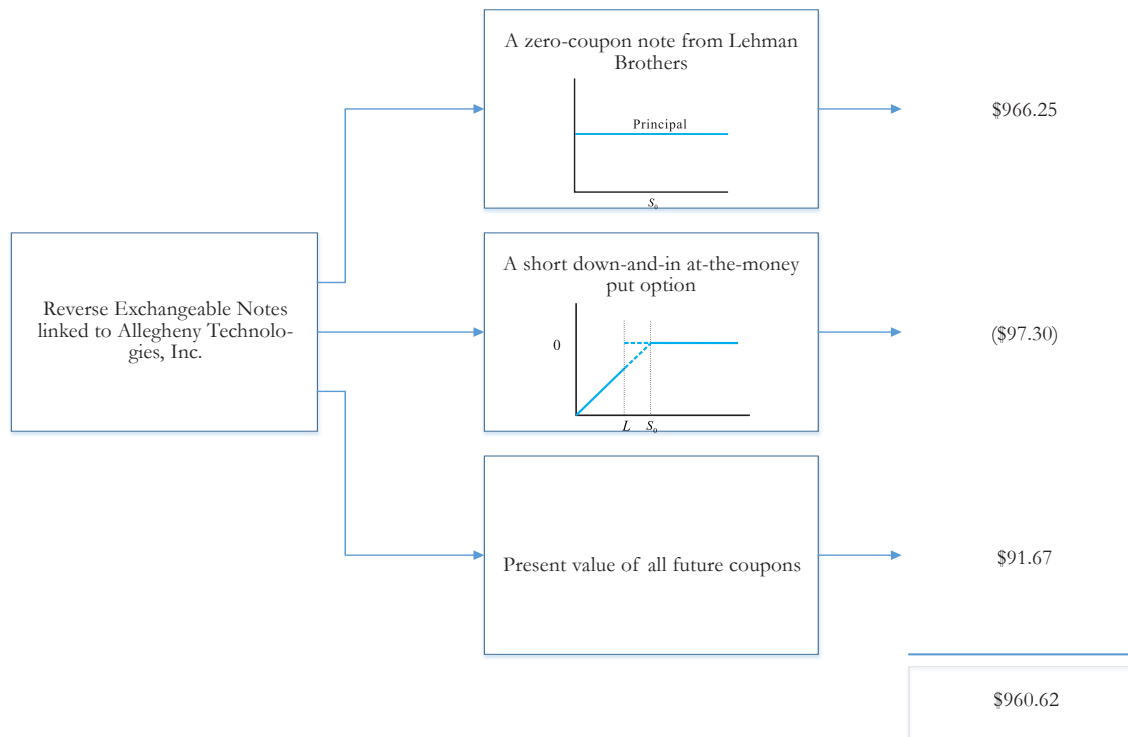 A zero-coupon note from Lehman
Brothers
Principal
S₀
$966.25
Reverse Exchangeable Notes
linked to Allegheny Technolo-
gies, Inc.
A short down-and-in at-the-money
put option
0
L S₀
($97.30)
Present value of all future coupons
$91.67
$960.62